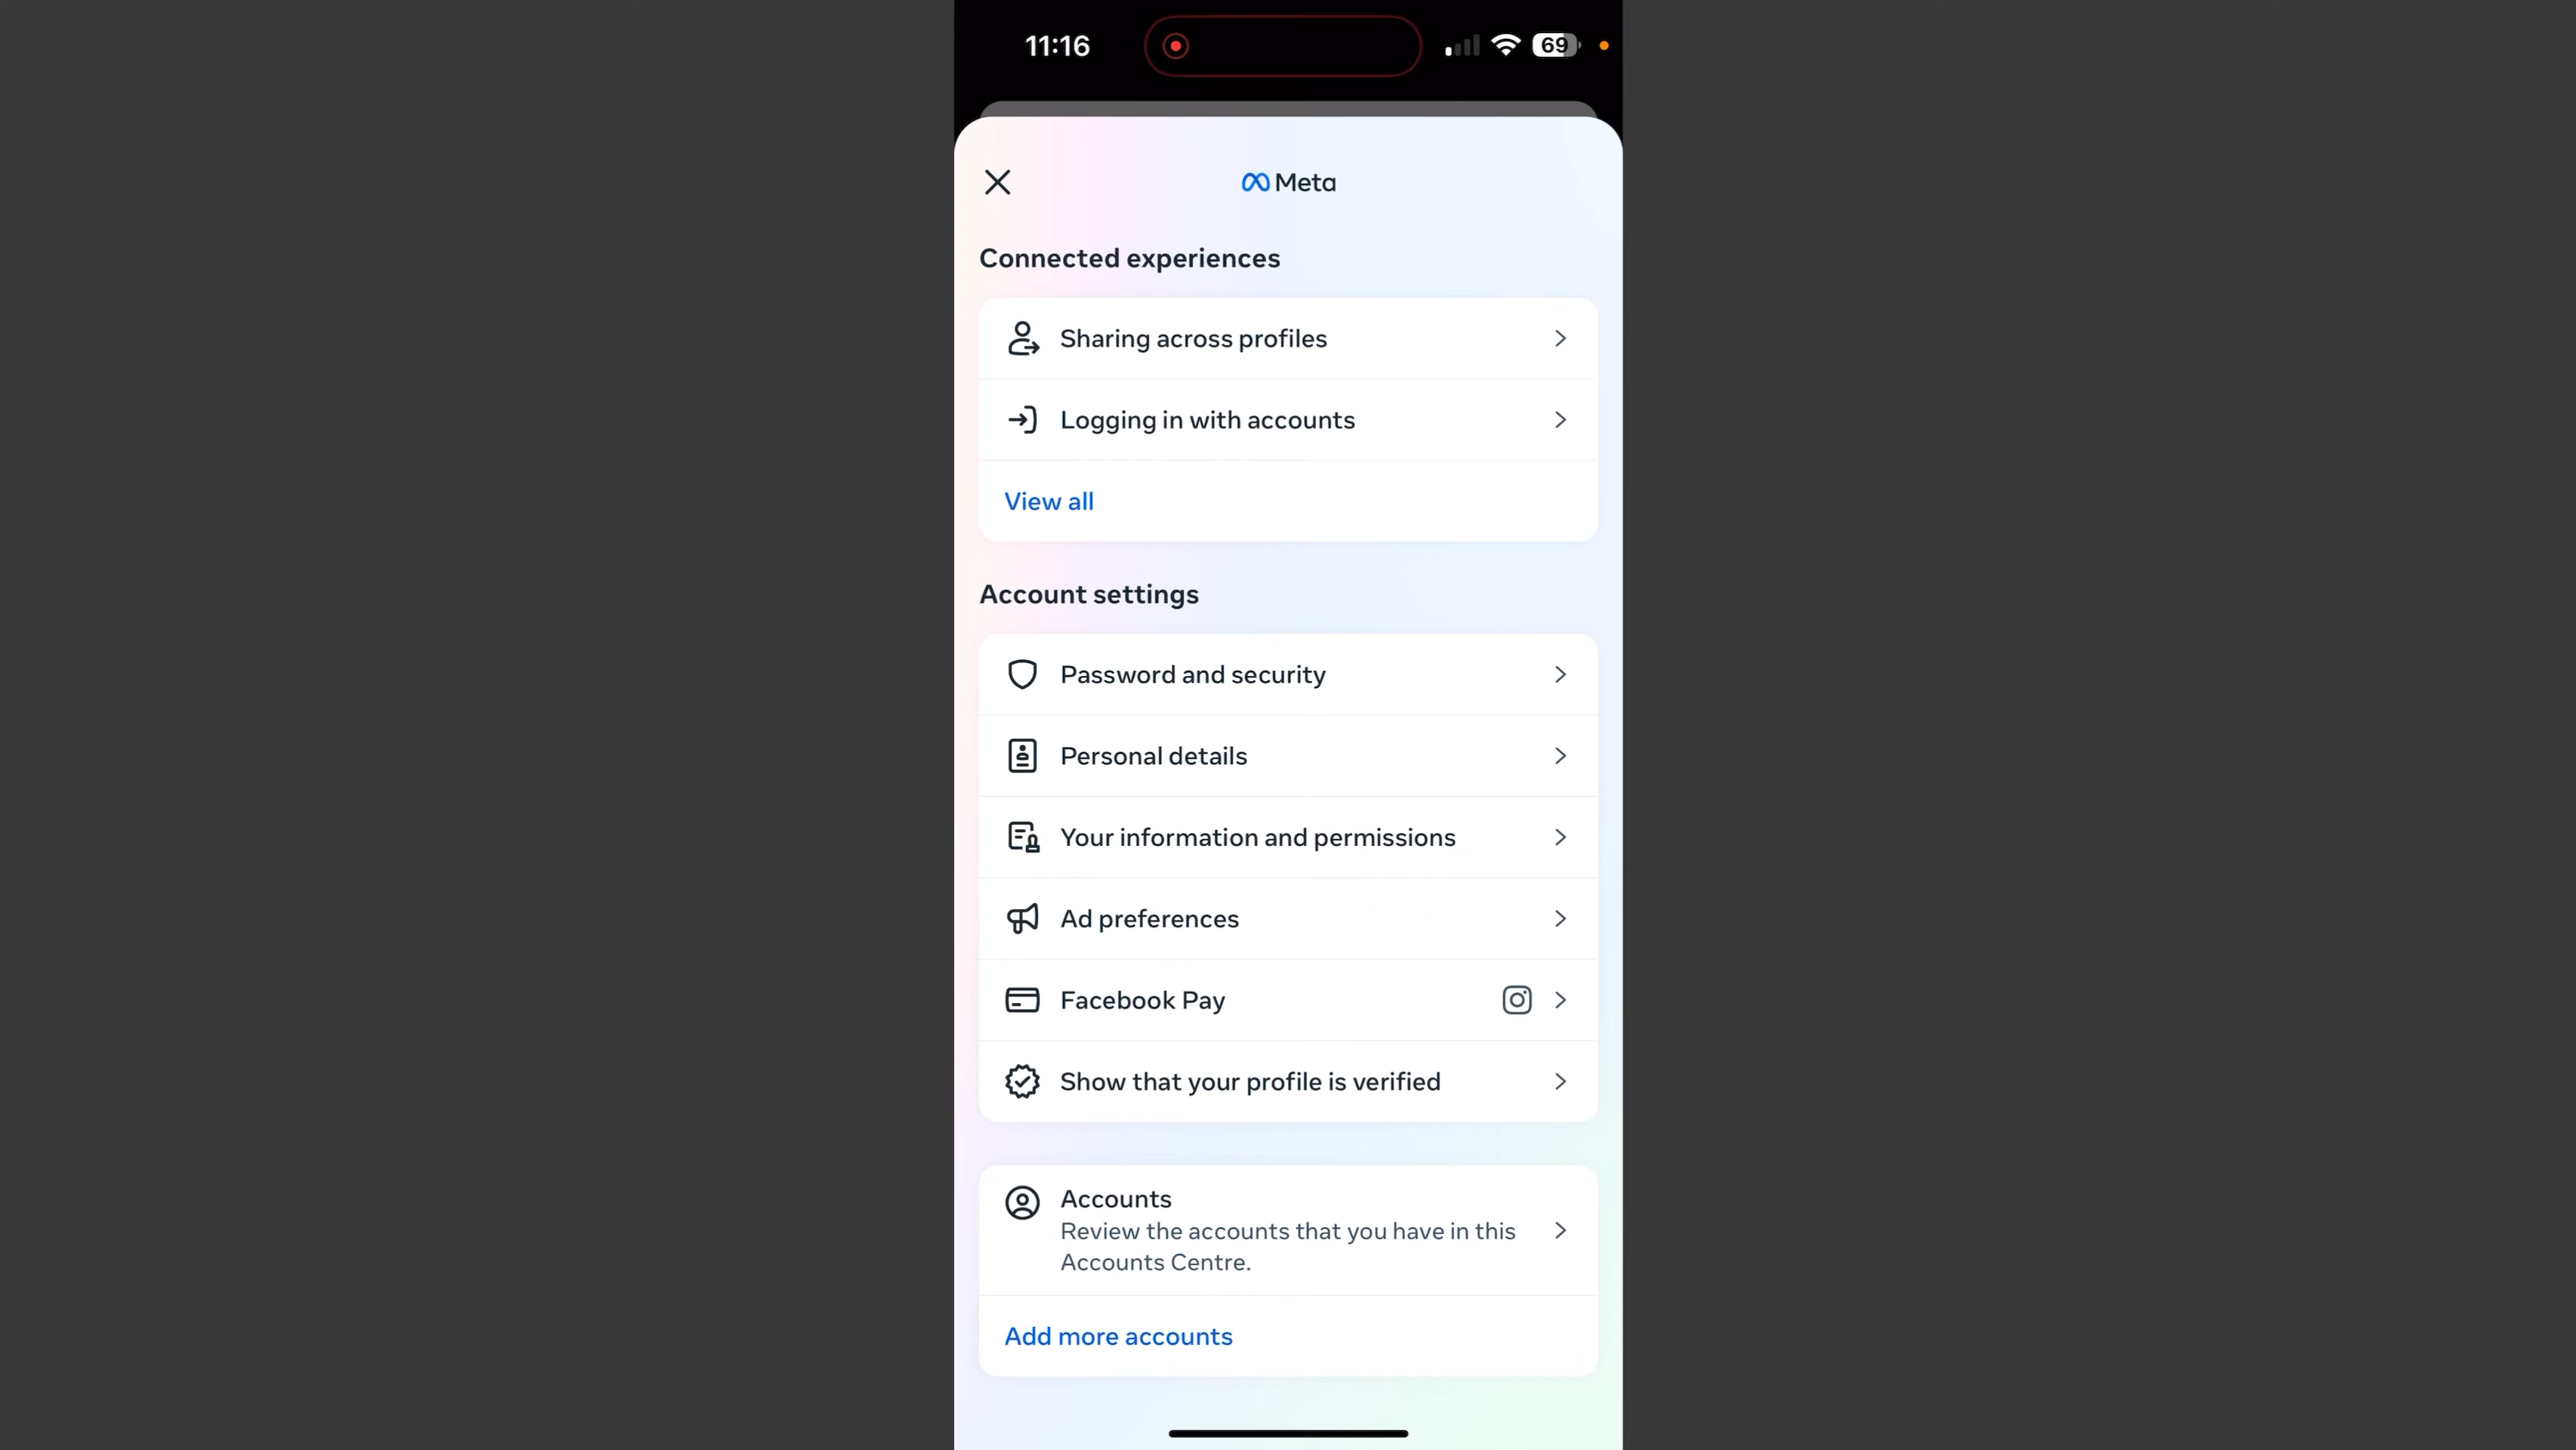 11:16
69
Meta
Connected experiences
Sharing across profiles
Logging in with accounts
View all
Account settings
Password and security
Personal details
Your information and permissions
Ad preferences
Facebook Pay
Show that your profile is verified
Accounts
Review the accounts that you have in this
Accounts Centre.
Add more accounts